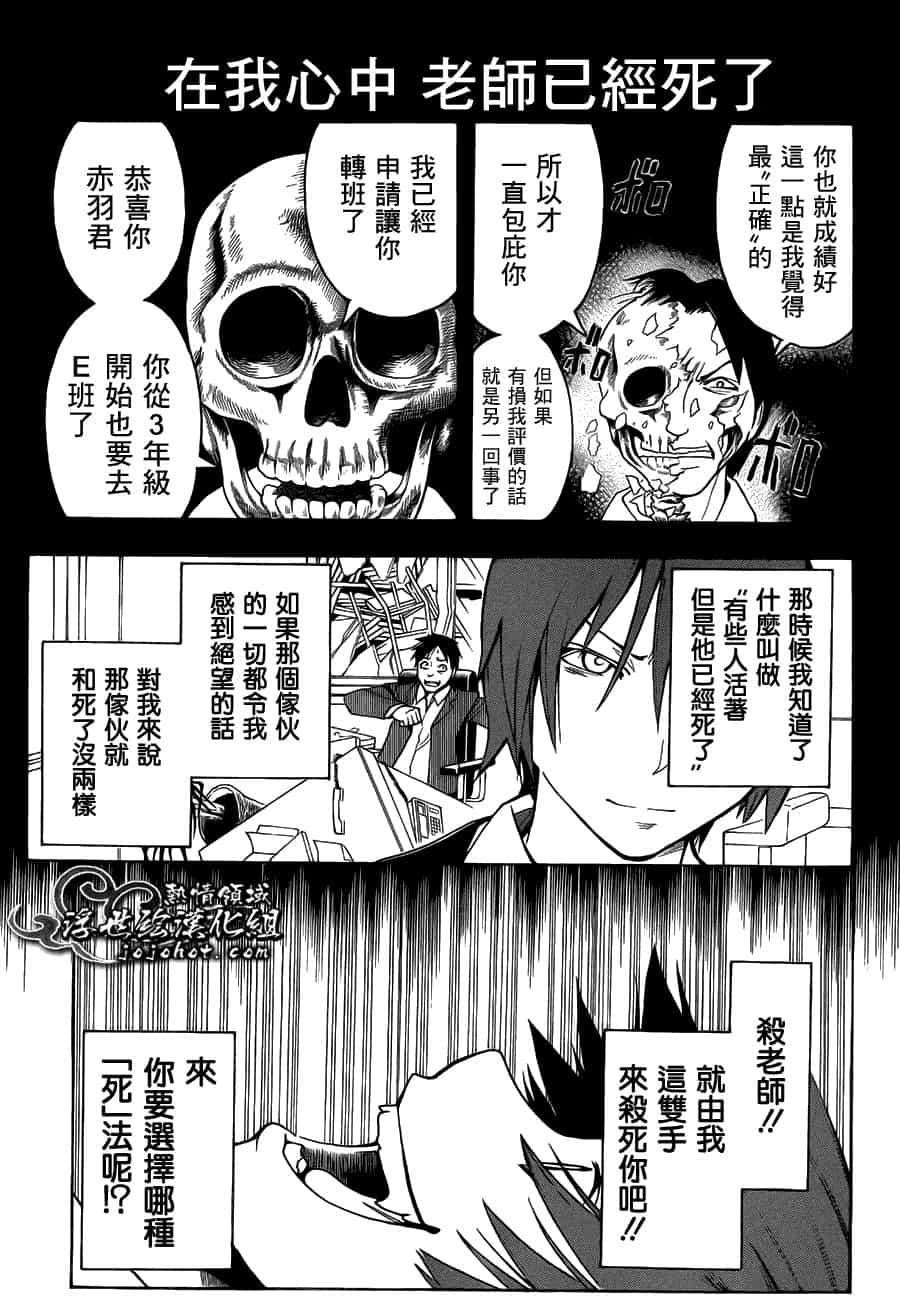 在我心中 老師已經死了
你也就成績好
這一點是我覺得
最"正確"的
ボロ
ボロ
ボロ
所以才
一直包庇你
但如果
有損我評價的話
就是另一回事了
我已經
申請讓你
轉班了
恭喜你
赤羽君
你從3年級
開始也要去
E班了
那時候我知道了
什麼叫做
"有些人活著
但是他已經死了"
如果那個傢伙
的一切都令我
感到絕望的話
對我來說
那傢伙就
和死了沒兩樣
熱情領域
浮世繪漢化組
jojohot.com
殺老師!!
就由我
這雙手
來殺死你吧!!
來
你要選擇哪種
「死」法呢!?